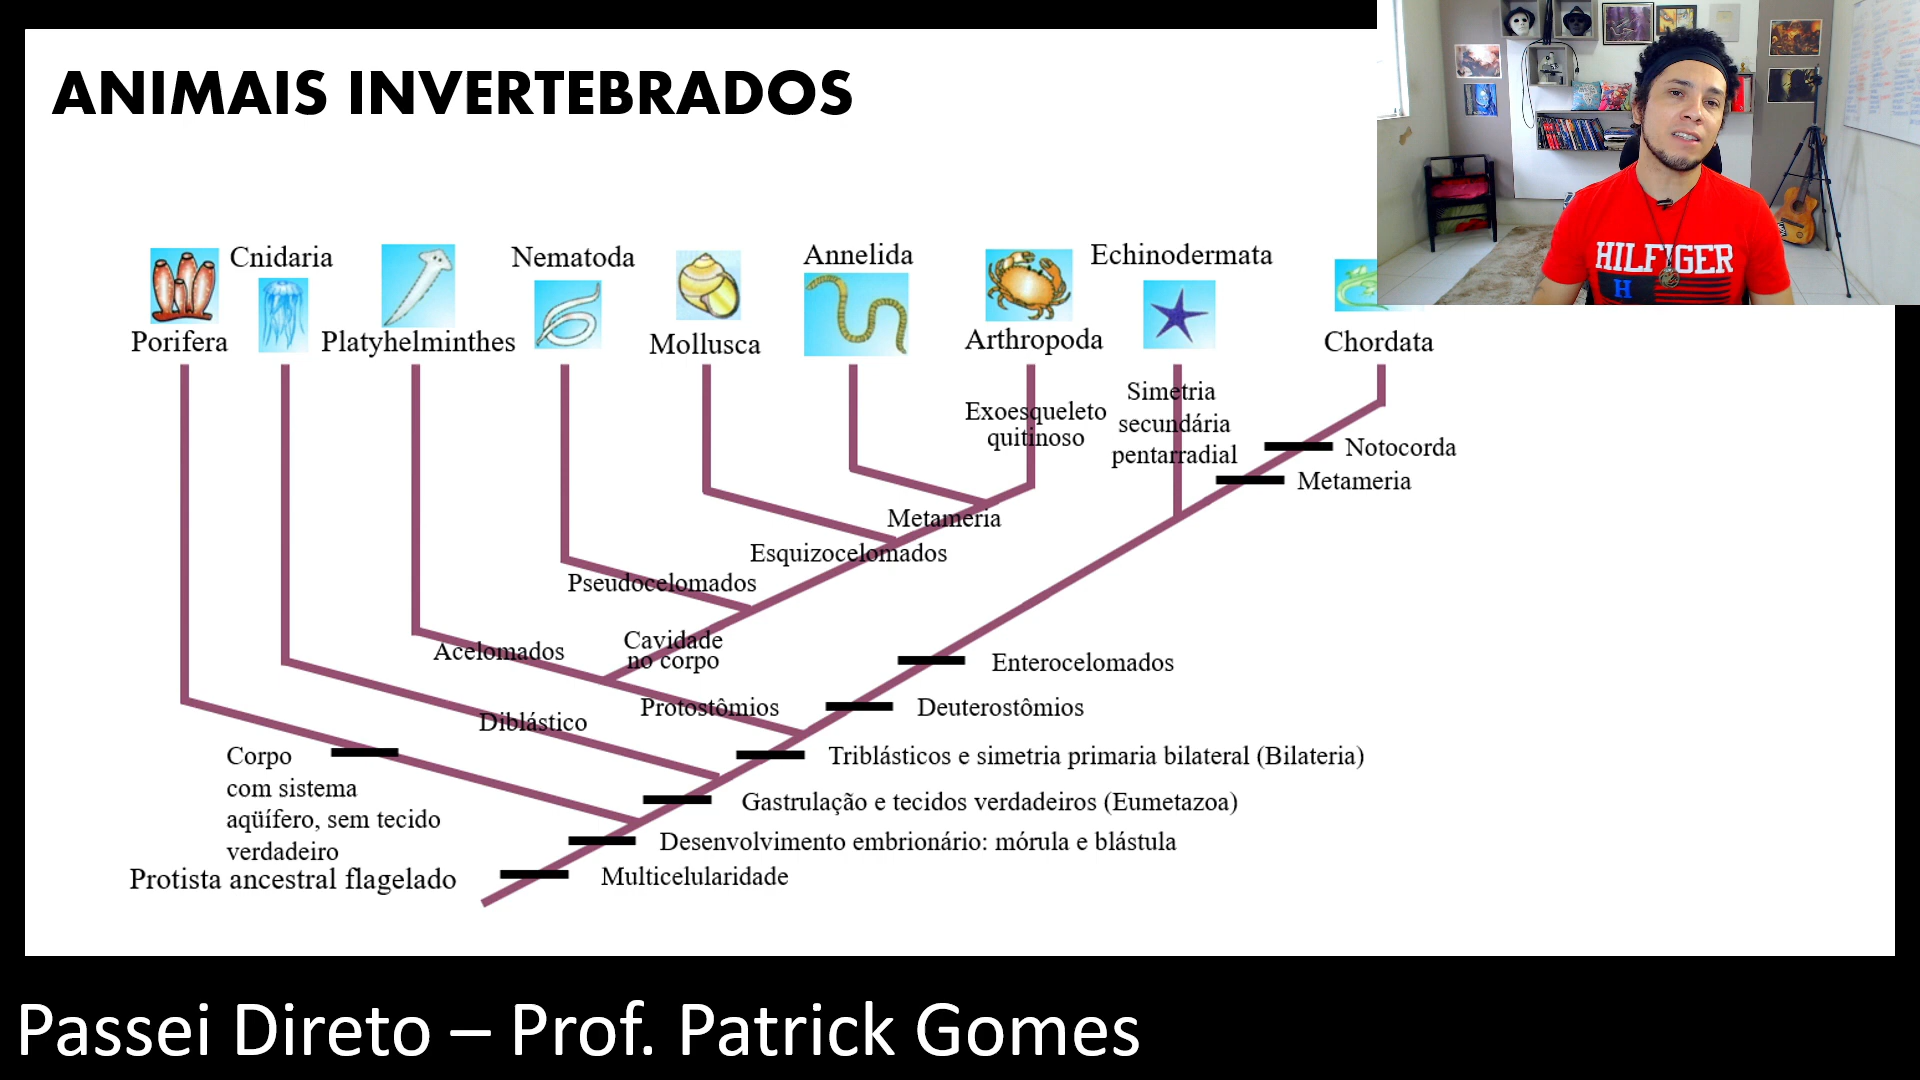 ANIMAIS INVERTEBRADOS
HILFIGER
H
Cnidaria
Nematoda
Annelida
Echinodermata
Porifera
Platyhelminthes
Mollusca
Arthropoda
Chordata
Exoesqueleto
quitinoso
Simetria
secundária
pentarradial
Notocorda
Metameria
Metameria
Esquizocelomados
Pseudocelomados
Cavidade
no corpo
Acelomados
Enterocelomados
Protostômios
Deuterostômios
Diblástico
Triblásticos e simetria primaria bilateral (Bilateria)
Corpo
com sistema
aqüífero, sem tecido
verdadeiro
Gastrulação e tecidos verdadeiros (Eumetazoa)
Desenvolvimento embrionário: mórula e blástula
Protista ancestral flagelado
Multicelularidade
Passei Direto – Prof. Patrick Gomes